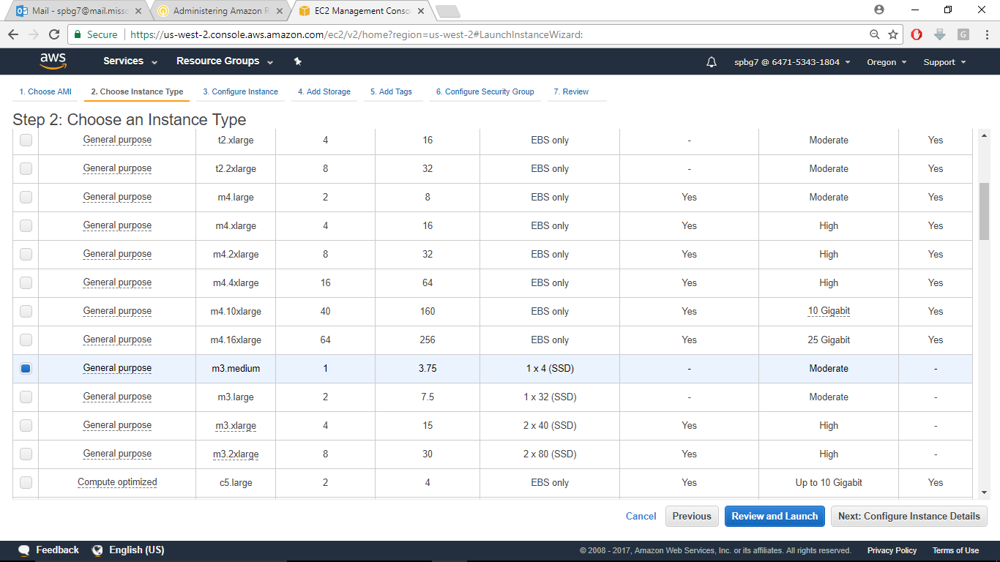 Mail - spbg7@mail.missc
Administering Amazon R
EC2 Management Conso
Secure https://us-west-2.console.aws.amazon.com/ec2/v2/home?region=us-west-2#LaunchInstanceWizard:
aws Services Resource Groups spbg7 @ 6471-5343-1804 Oregon Support
1. Choose AMI 2. Choose Instance Type 3. Configure Instance 4. Add Storage 5. Add Tags 6. Configure Security Group 7. Review
Step 2: Choose an Instance Type
General purpose t2.xlarge 4 16 EBS only - Moderate Yes
General purpose t2.2xlarge 8 32 EBS only - Moderate Yes
General purpose m4.large 2 8 EBS only Yes Moderate Yes
General purpose m4.xlarge 4 16 EBS only Yes High Yes
General purpose m4.2xlarge 8 32 EBS only Yes High Yes
General purpose m4.4xlarge 16 64 EBS only Yes High Yes
General purpose m4.10xlarge 40 160 EBS only Yes 10 Gigabit Yes
General purpose m4.16xlarge 64 256 EBS only Yes 25 Gigabit Yes
General purpose m3.medium 1 3.75 1 x 4 (SSD) - Moderate -
General purpose m3.large 2 7.5 1 x 32 (SSD) - Moderate -
General purpose m3.xlarge 4 15 2 x 40 (SSD) Yes High -
General purpose m3.2xlarge 8 30 2 x 80 (SSD) Yes High -
Compute optimized c5.large 2 4 EBS only Yes Up to 10 Gigabit Yes
Cancel Previous Review and Launch Next: Configure Instance Details
Feedback English (US) © 2008 - 2017, Amazon Web Services, Inc. or its affiliates. All rights reserved. Privacy Policy Terms of Use